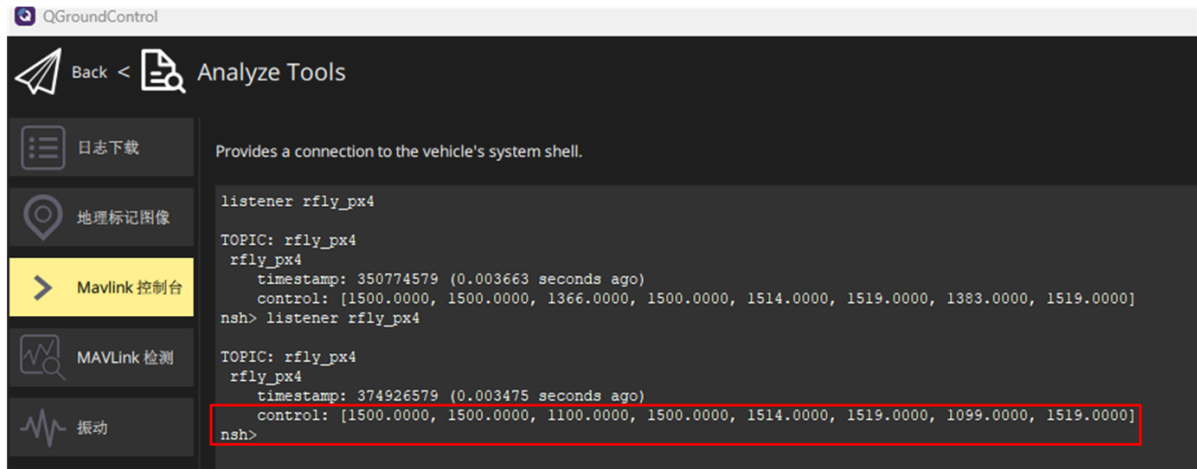 QGroundControl
Back < Analyze Tools
日志下载
地理标记图像
Mavlink 控制台
MAVLink 检测
振动
Provides a connection to the vehicle's system shell.
listener rfly_px4
TOPIC: rfly_px4
rfly_px4
timestamp: 350774579 (0.003663 seconds ago)
control: [1500.0000, 1500.0000, 1366.0000, 1500.0000, 1514.0000, 1519.0000, 1383.0000, 1519.0000]
nsh> listener rfly_px4
TOPIC: rfly_px4
rfly_px4
timestamp: 374926579 (0.003475 seconds ago)
control: [1500.0000, 1500.0000, 1100.0000, 1500.0000, 1514.0000, 1519.0000, 1099.0000, 1519.0000]
nsh>